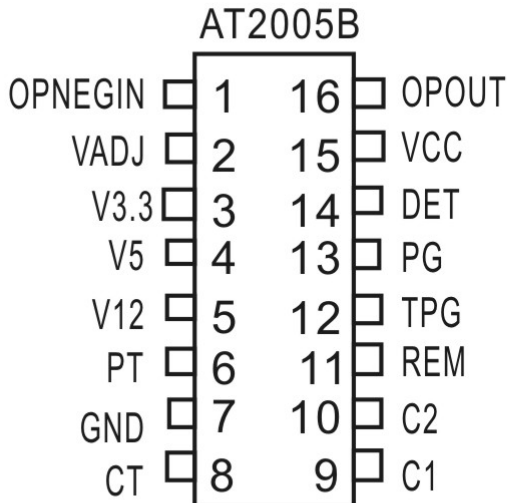 AT2005B
OPNEGIN 1 16 OPOUT
VADJ 2 15 VCC
V3.3 3 14 DET
V5 4 13 PG
V12 5 12 TPG
PT 6 11 REM
GND 7 10 C2
CT 8 9 C1